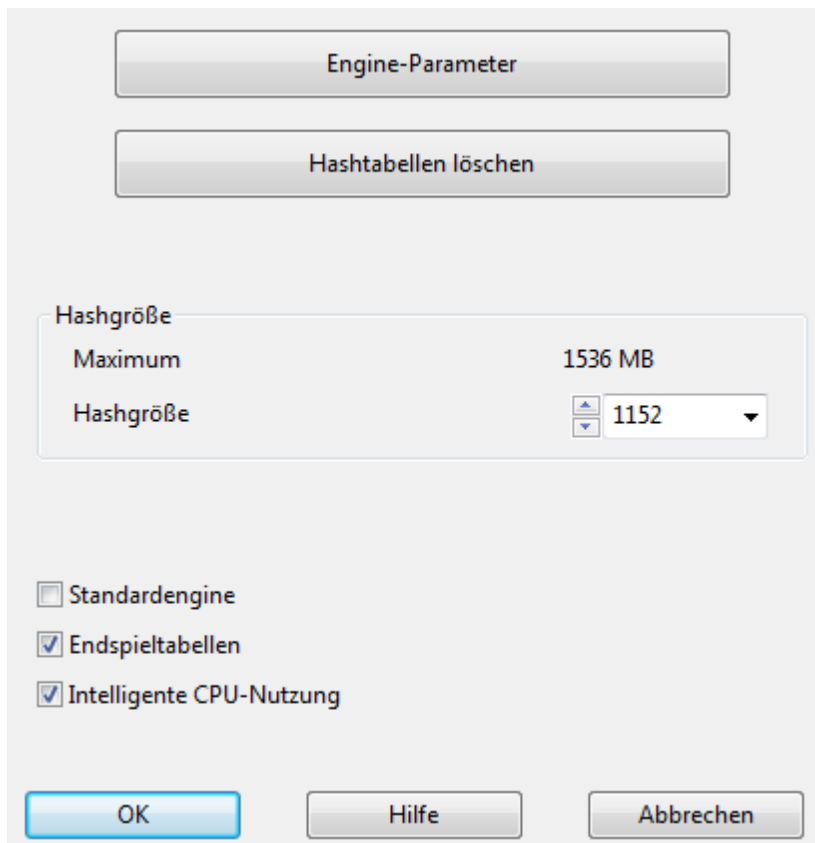 Engine-Parameter
Hashtabellen löschen
Hashgröße
Maximum 1536 MB
Hashgröße 1152
Standardengine
Endspieltabellen
Intelligente CPU-Nutzung
OK Hilfe Abbrechen